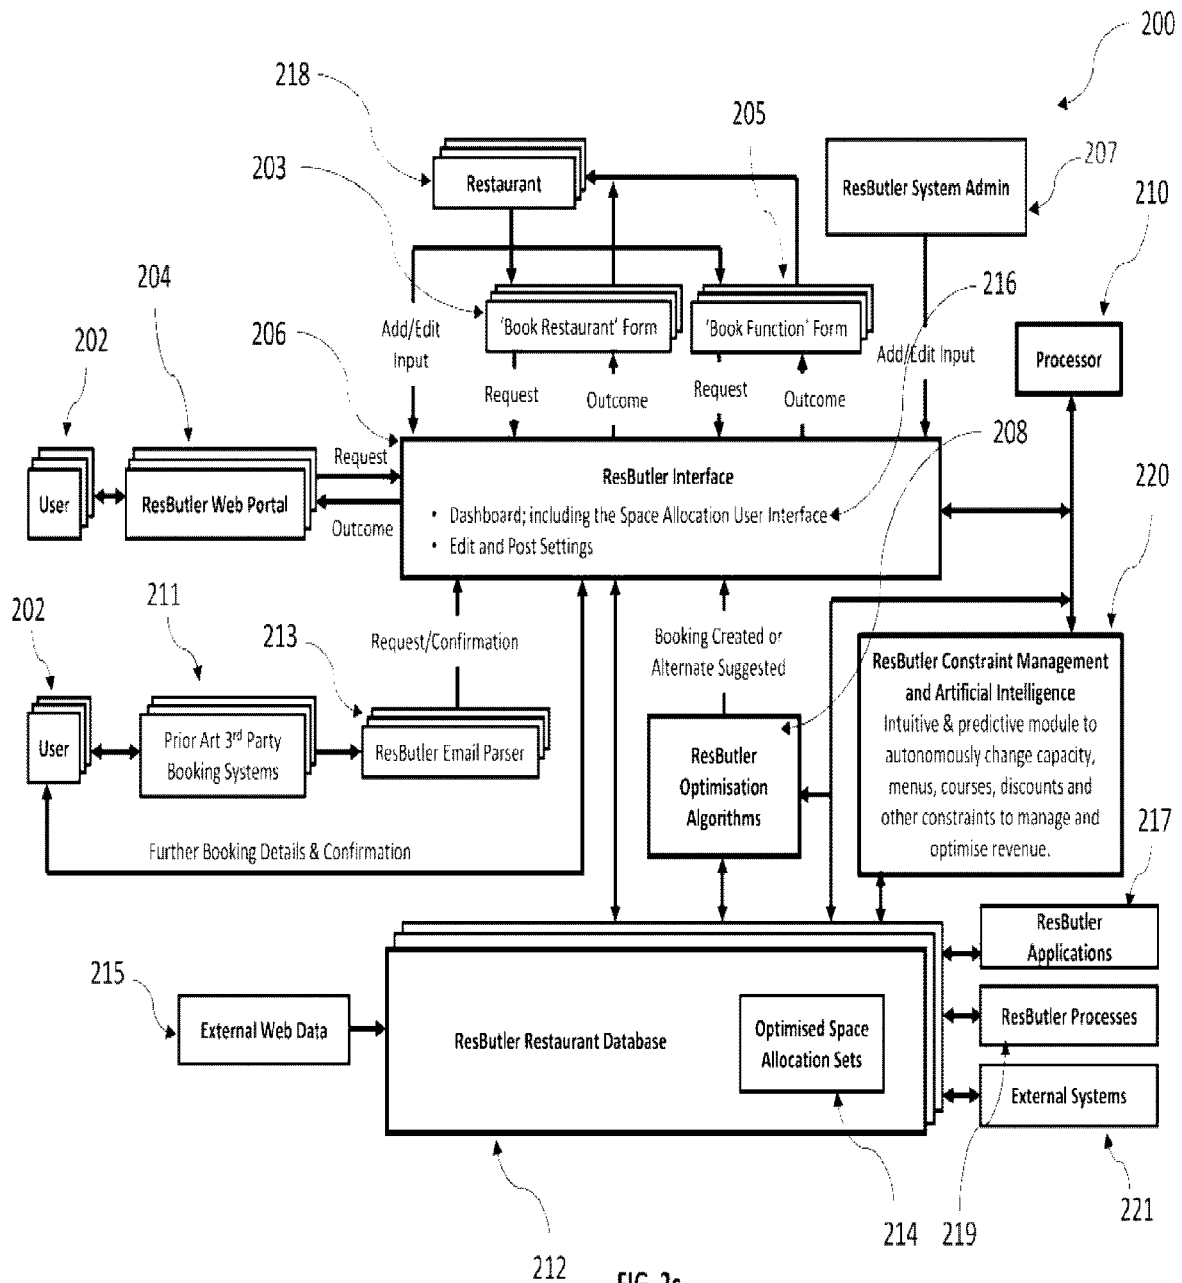 200
218
205
207
203
Restaurant
ResButler System Admin
210
204
216
206
'Book Restaurant' Form
'Book Function' Form
202
Add/Edit
Input
Add/Edit Input
Processor
Request
Outcome
Request
Outcome
208
Request
ResButler Interface
220
User
ResButler Web Portal
• Dashboard; including the Space Allocation User Interface
Outcome
• Edit and Post Settings
211
202
213
Request/Confirmation
Booking Created or
Alternate Suggested
ResButler Constraint Management
and Artificial Intelligence
Intuitive & predictive module to
autonomously change capacity,
menus, courses, discounts and
other constraints to manage and
optimise revenue.
User
Prior Art 3rd Party
Booking Systems
ResButler Email Parser
ResButler
Optimisation
Algorithms
217
Further Booking Details & Confirmation
ResButler
Applications
215
External Web Data
ResButler Restaurant Database
Optimised Space
Allocation Sets
ResButler Processes
External Systems
214
219
221
212
FIG. 2c